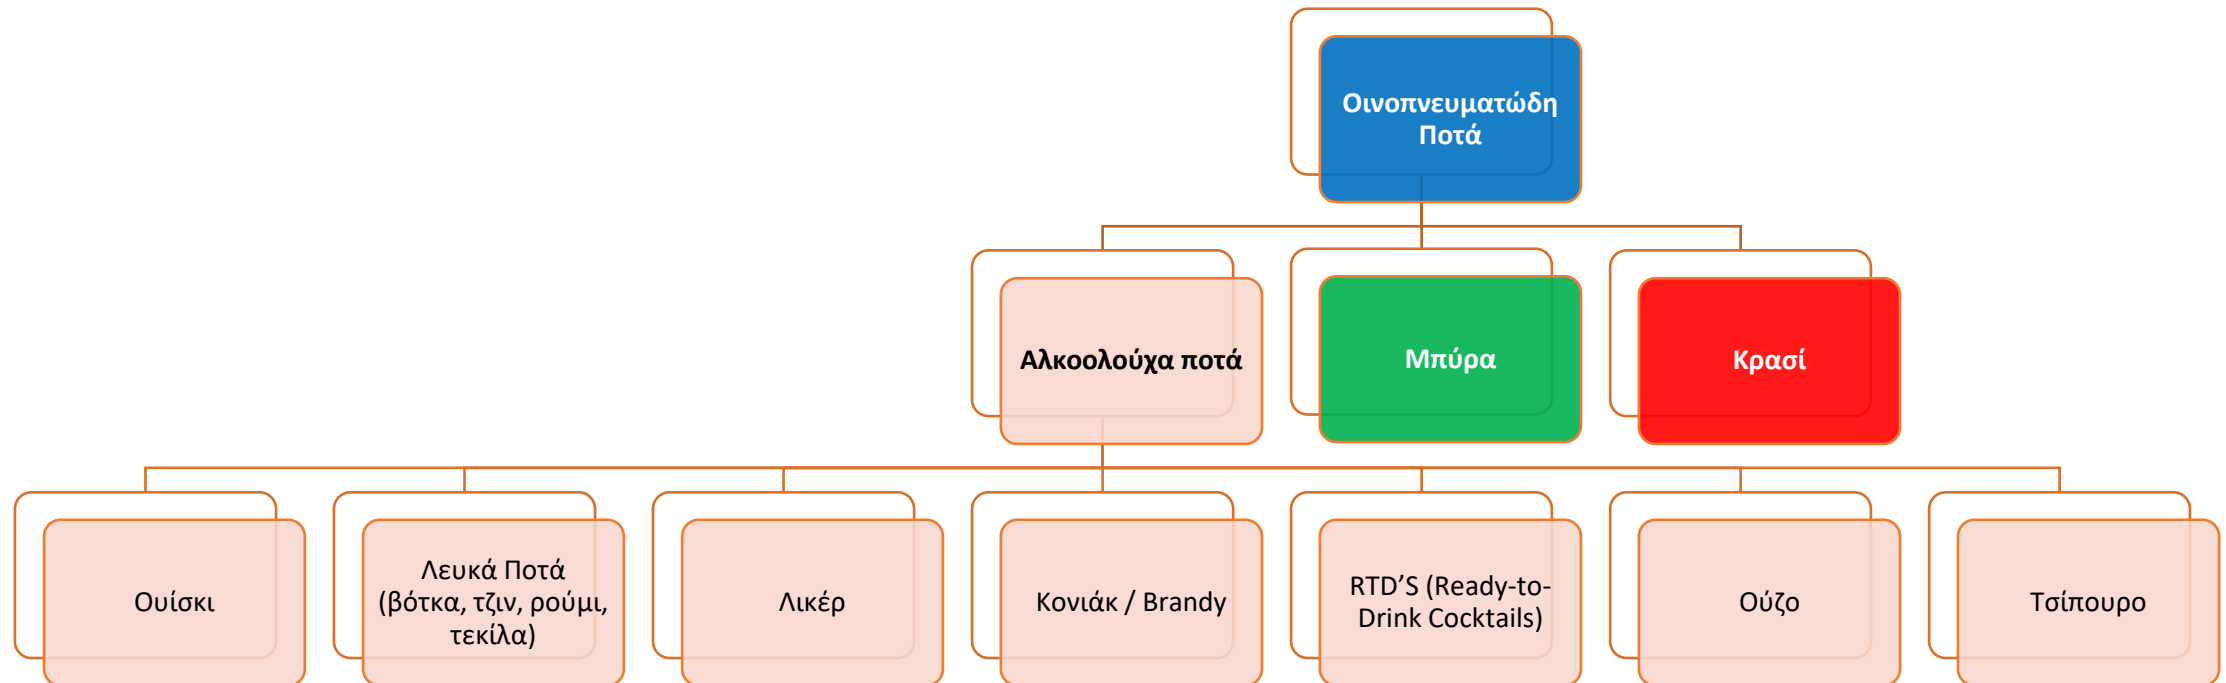 Οινοπνευματώδη
Ποτά
Αλκοολούχα ποτά
Μπύρα
Κρασί
Ουίσκι
Λευκά Ποτά
(βότκα, τζιν, ρούμι,
τεκίλα)
Λικέρ
Κονιάκ / Brandy
RTD’S (Ready-to-
Drink Cocktails)
Ούζο
Τσίπουρο